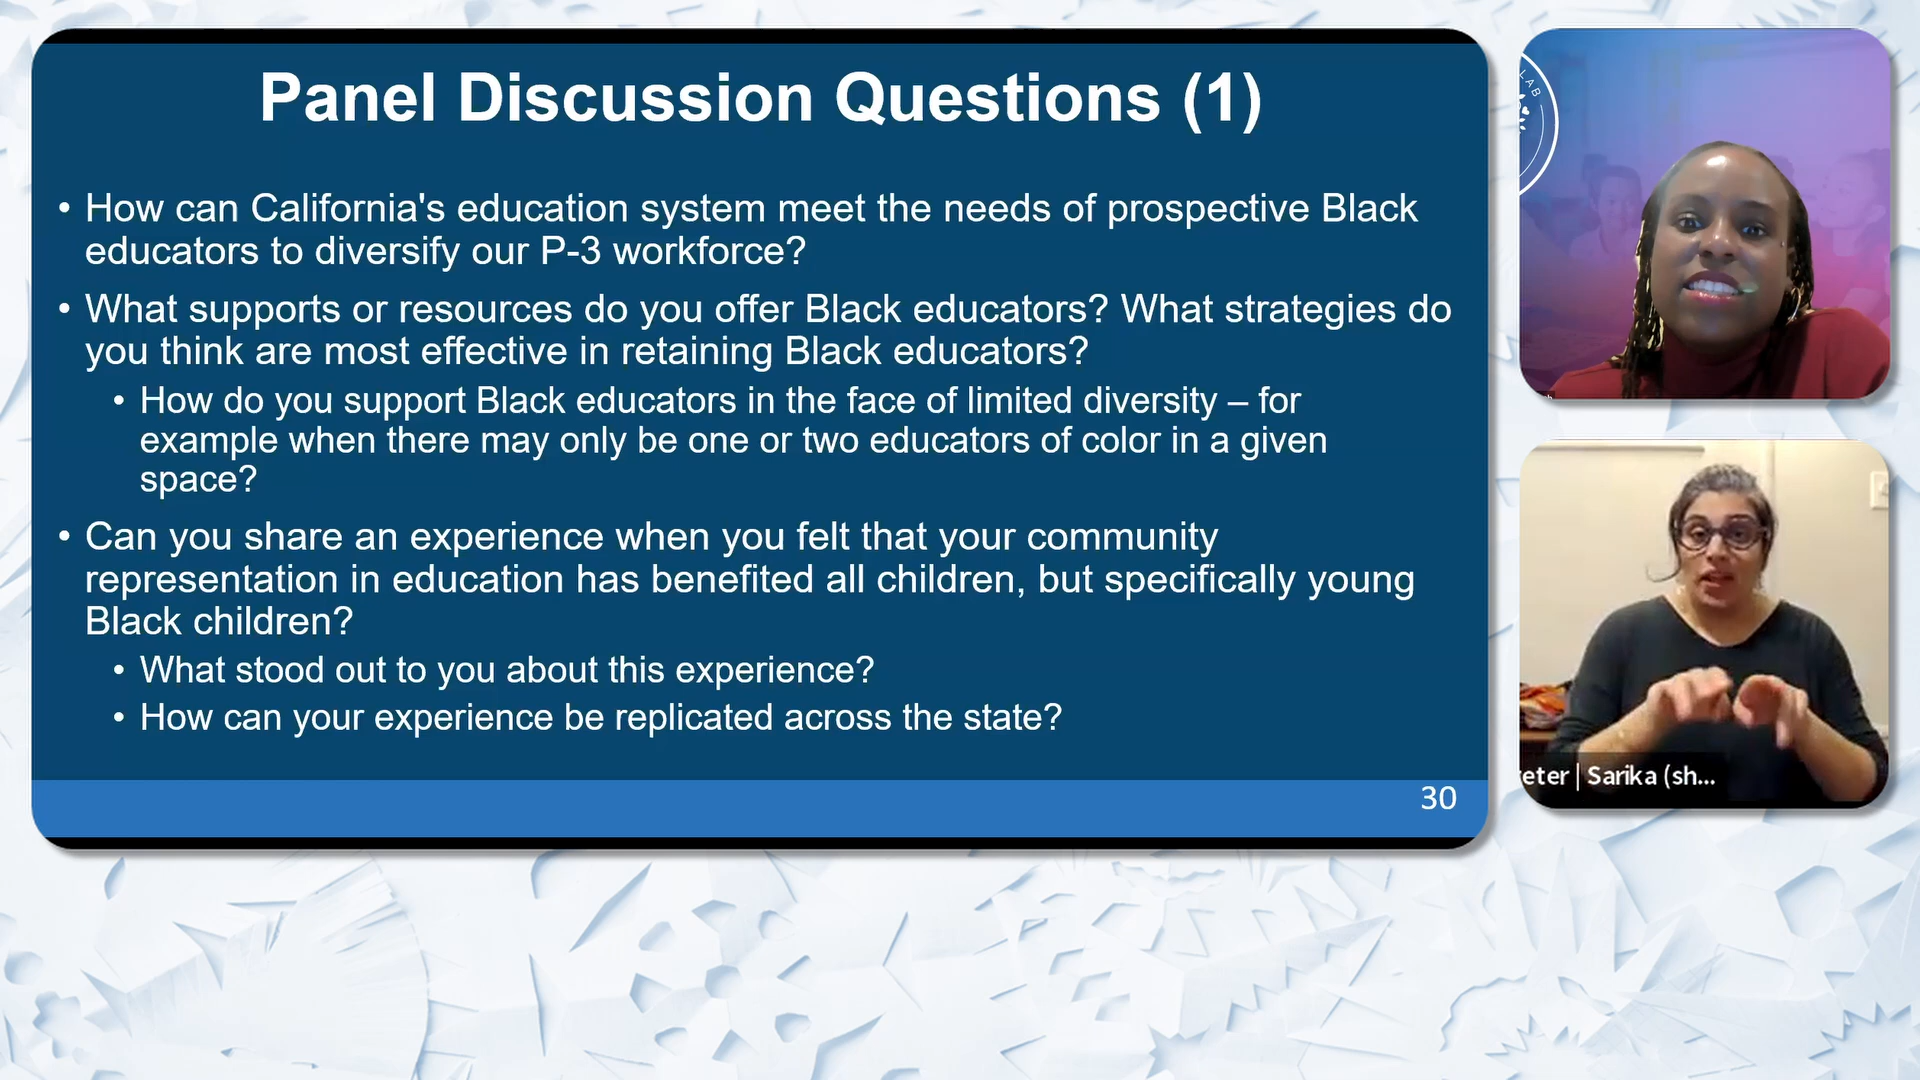 Panel Discussion Questions (1)
• How can California's education system meet the needs of prospective Black
educators to diversify our P-3 workforce?
• What supports or resources do you offer Black educators? What strategies do
you think are most effective in retaining Black educators?
• How do you support Black educators in the face of limited diversity – for
example when there may only be one or two educators of color in a given
space?
• Can you share an experience when you felt that your community
representation in education has benefited all children, but specifically young
Black children?
• What stood out to you about this experience?
• How can your experience be replicated across the state?
30
LAB
reter | Sarika (sh...